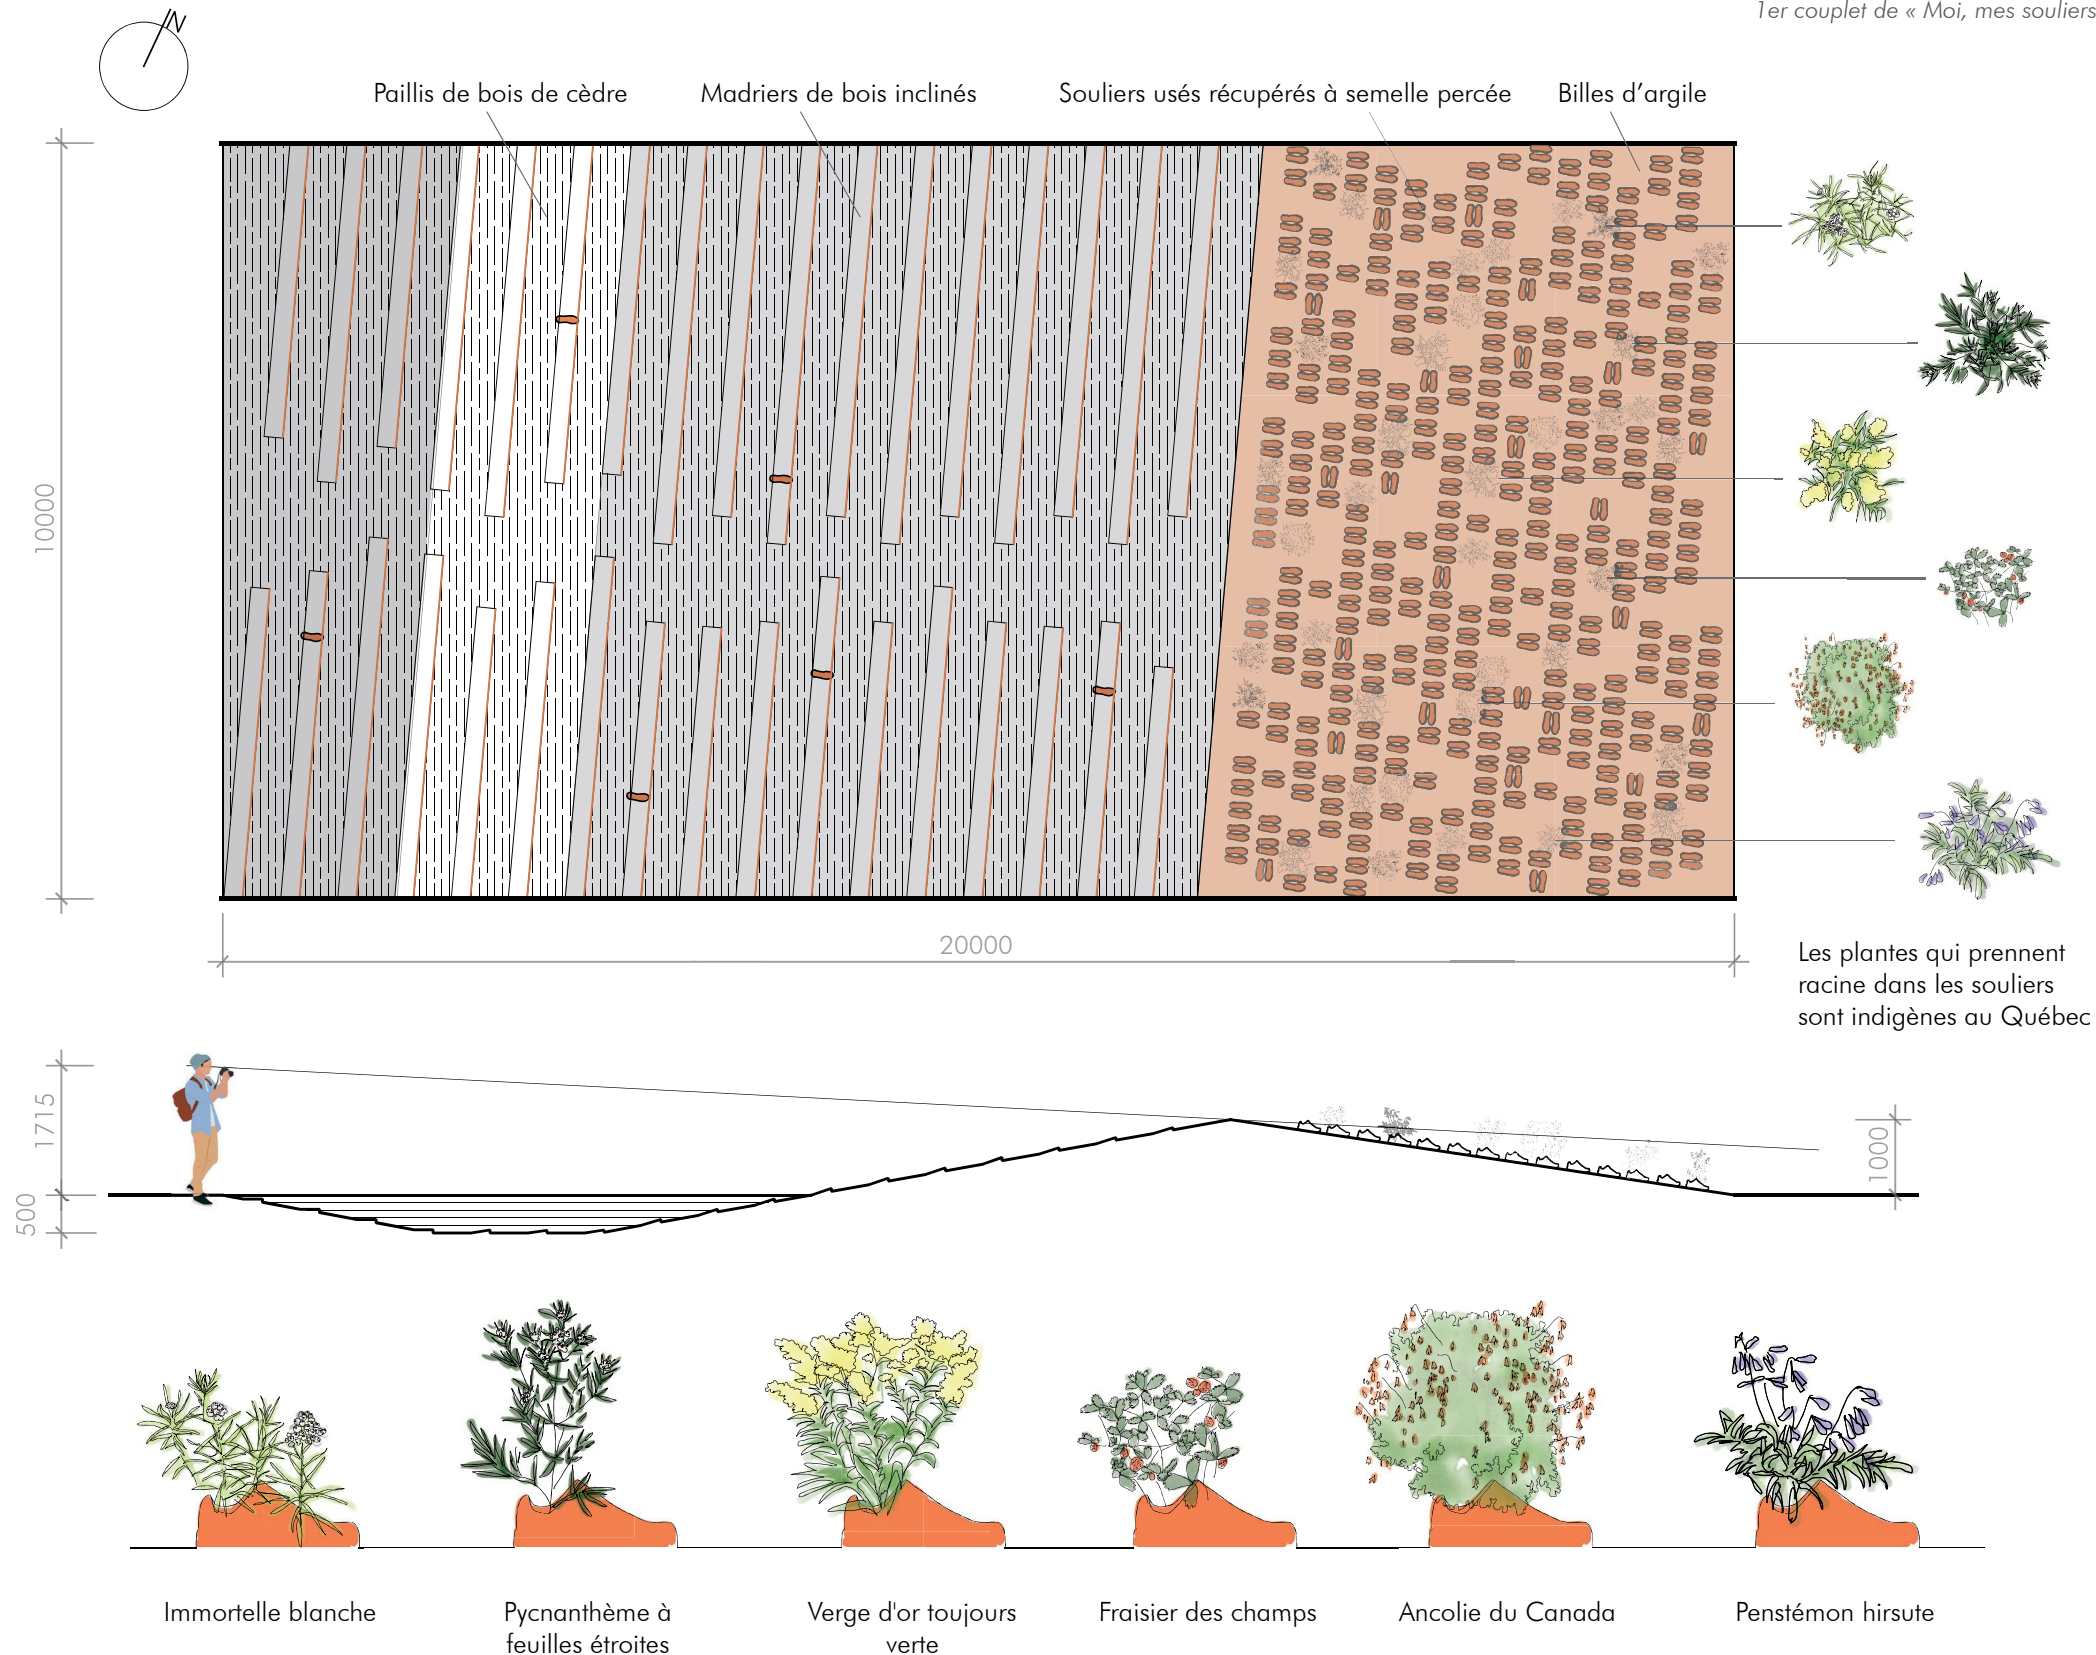 1er couplet de « Moi, mes souliers
N
Paillis de bois de cèdre
Madriers de bois inclinés
Souliers usés récupérés à semelle percée
Billes d’argile
10000
20000
Les plantes qui prennent
racine dans les souliers
sont indigènes au Québec
1715
500
1000
Immortelle blanche
Pycnanthème à
feuilles étroites
Verge d'or toujours
verte
Fraisier des champs
Ancolie du Canada
Penstémon hirsute